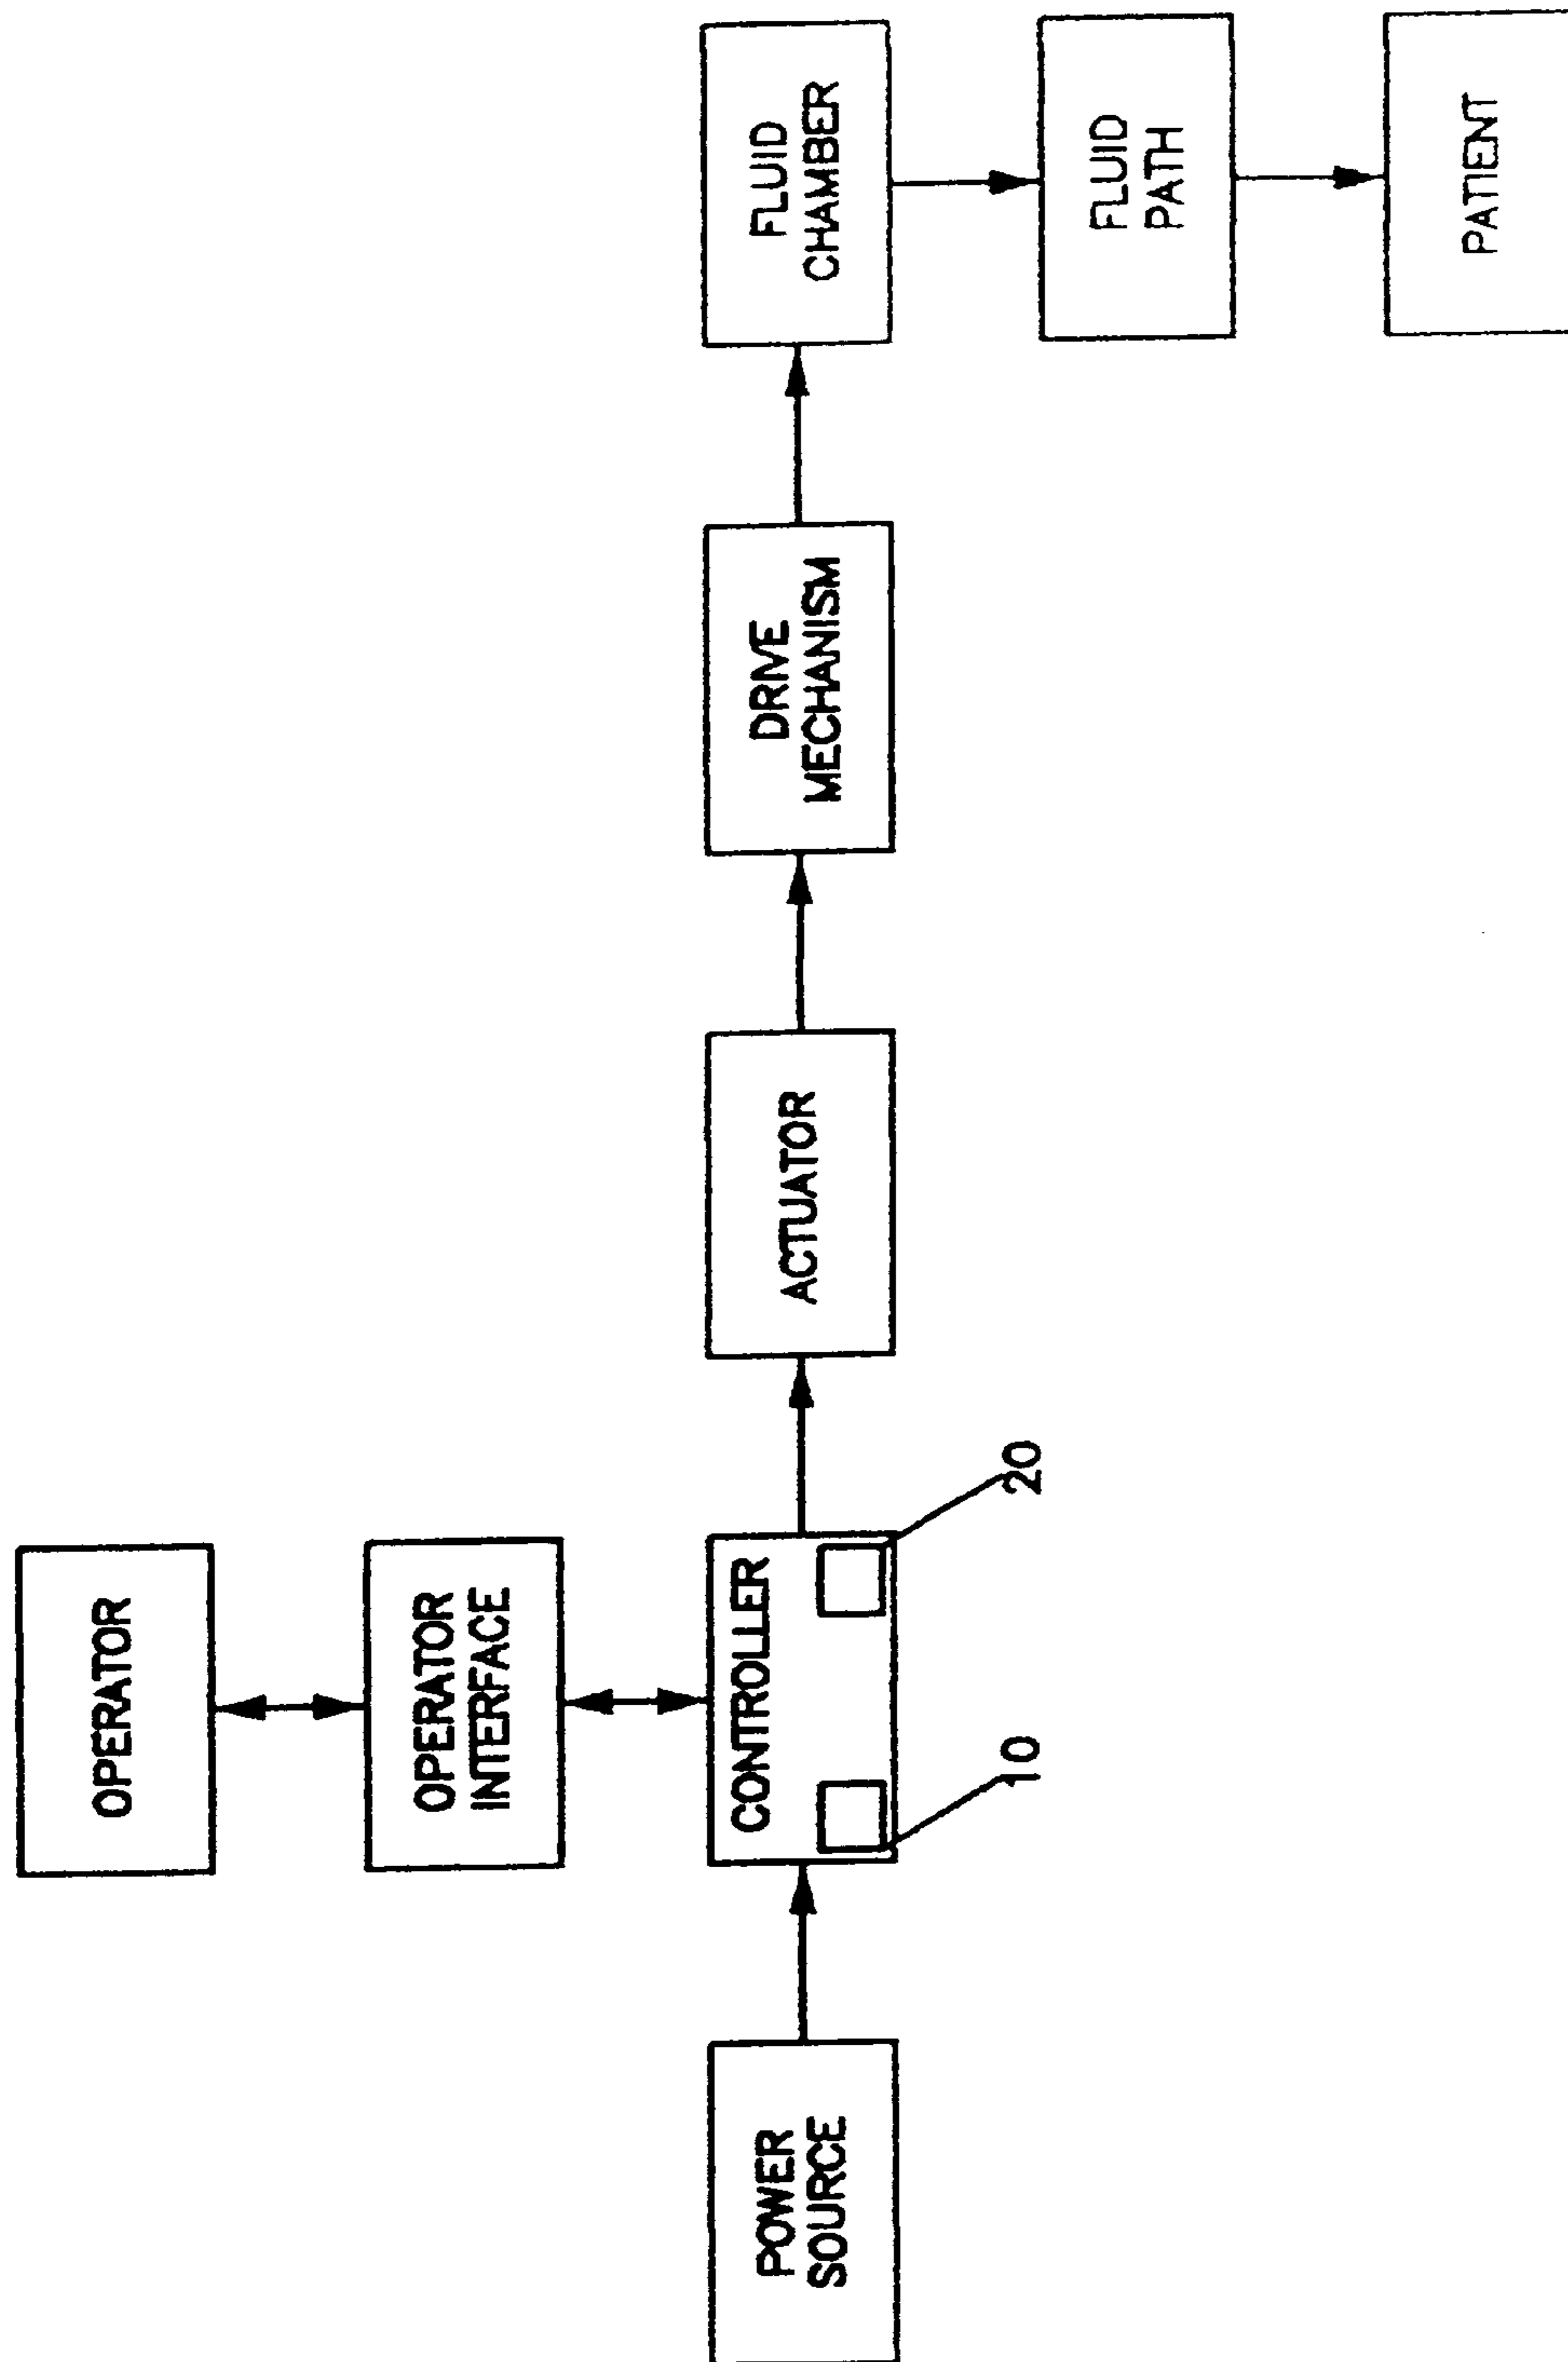 OPERATOR
OPERATOR
INTERFACE
POWER
SOURCE
CONTROLLER
10
20
ACTUATOR
DRIVE
MECHANISM
FLUID
CHAMBER
FLUID
PATH
PATIENT